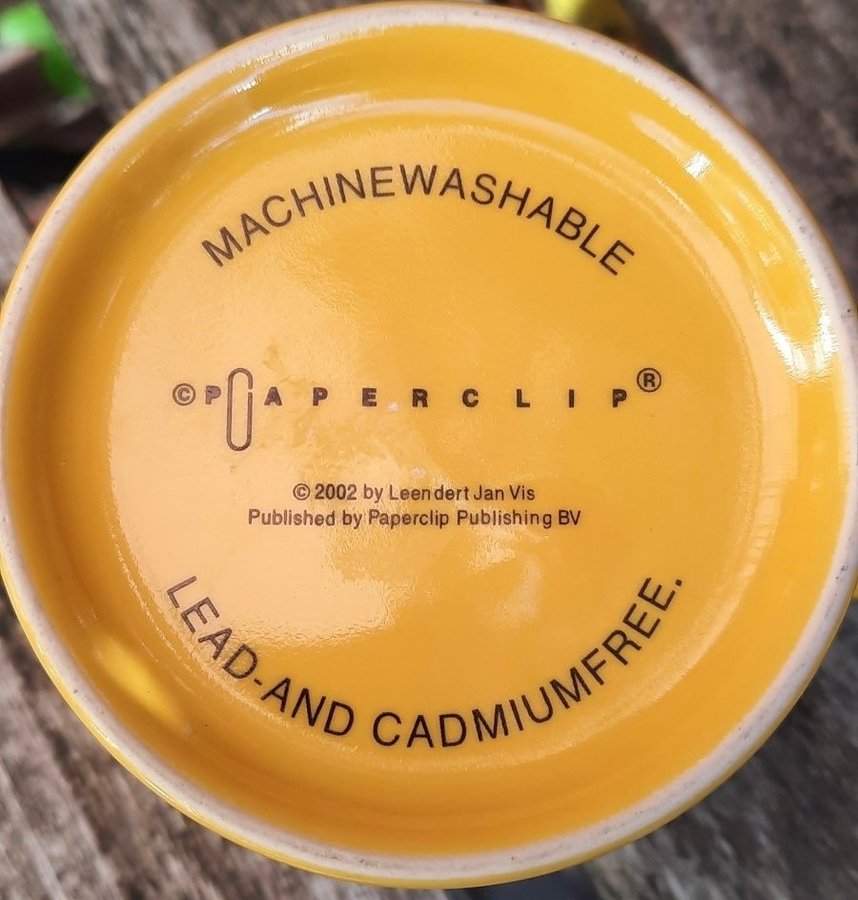 MACHINEWASHABLE
© PAPERCLIP®
© 2002 by Leendert Jan Vis
Published by Paperclip Publishing BV
LEAD-AND CADMIUMFREE.